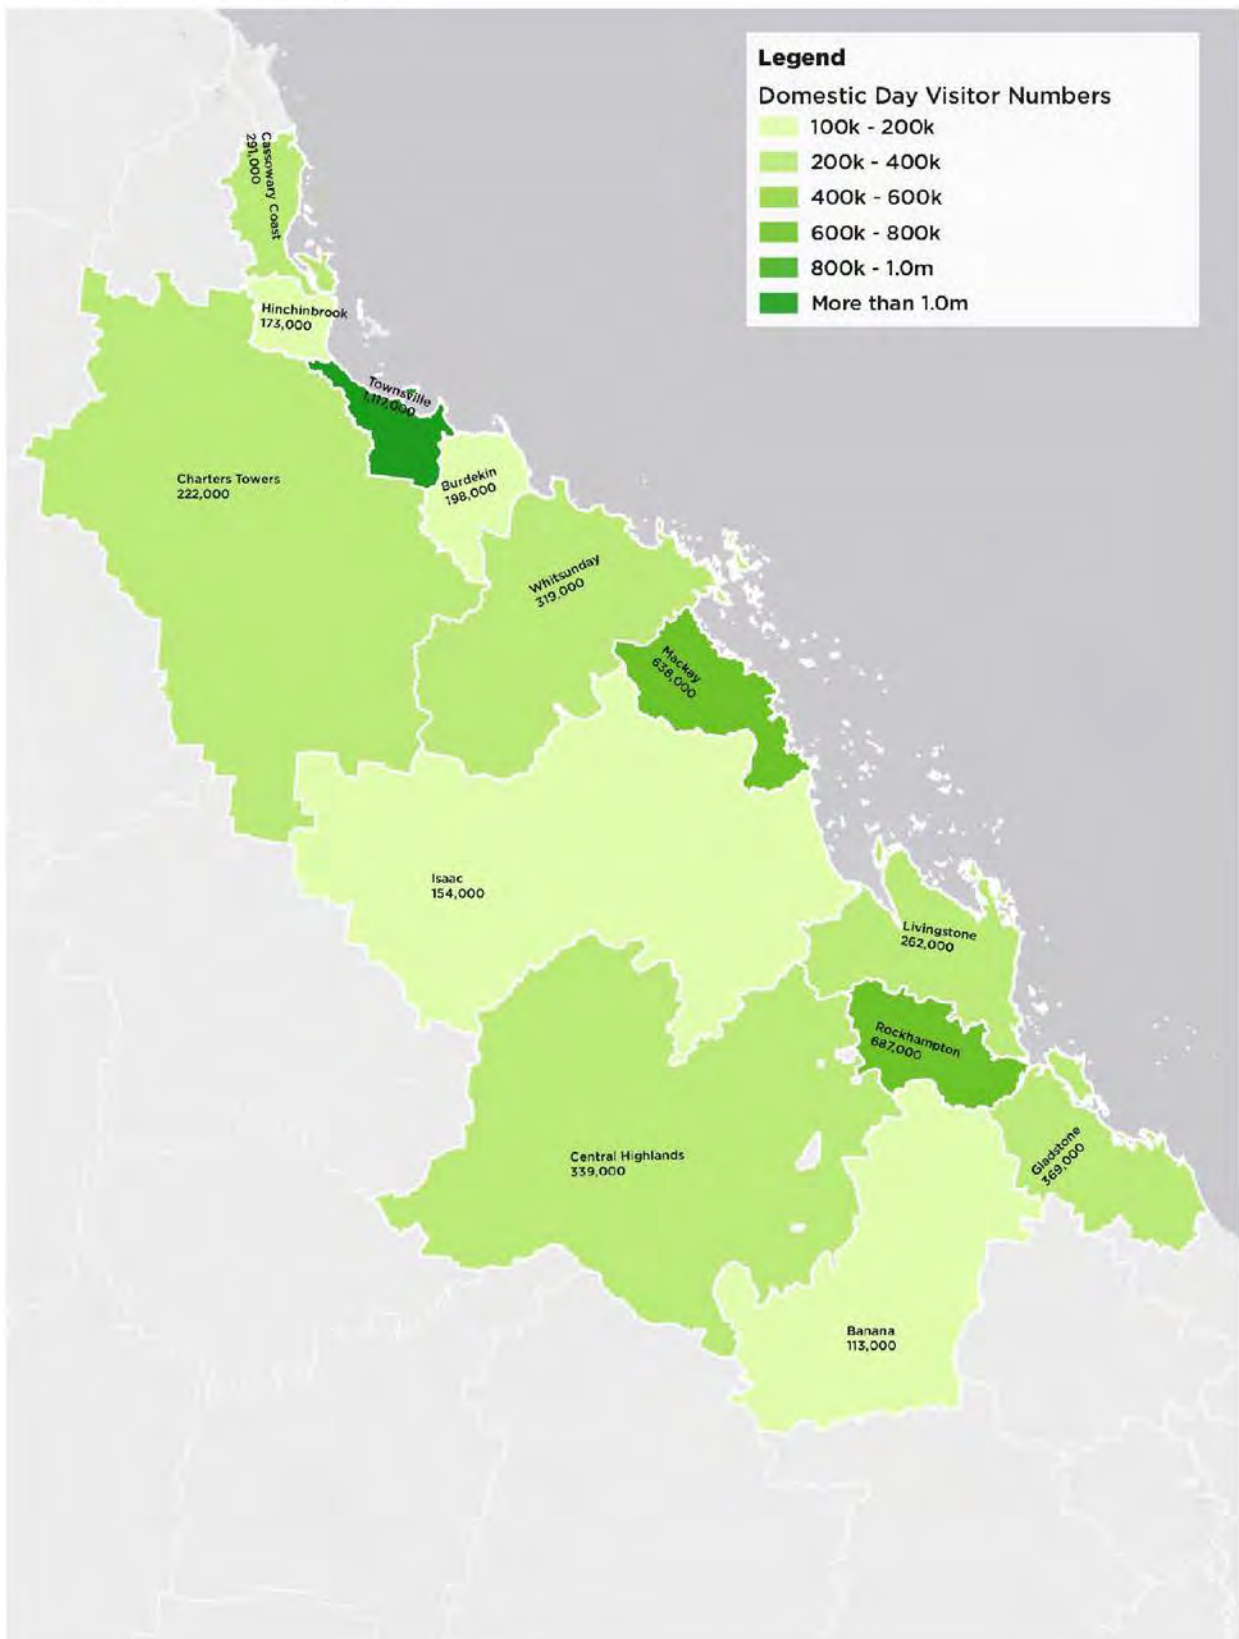 Legend
Domestic Day Visitor Numbers
100k - 200k
200k - 400k
400k - 600k
600k - 800k
800k - 1.0m
More than 1.0m
Cassowary Coast
291,000
Hinchinbrook
173,000
Townsville
Charters Towers
222,000
Burdekin
198,000
Whitsunday
319,000
Mackay
638,000
Isaac
154,000
Livingstone
262,000
Rockhampton
687,000
Central Highlands
339,000
Gladstone
369,000
Banana
113,000